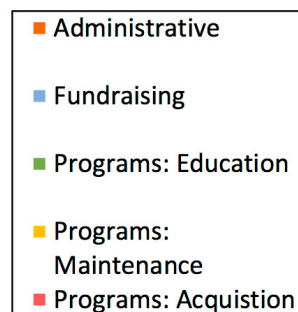 Administrative
Fundraising
Programs: Education
Programs:
Maintenance
Programs: Acquistion